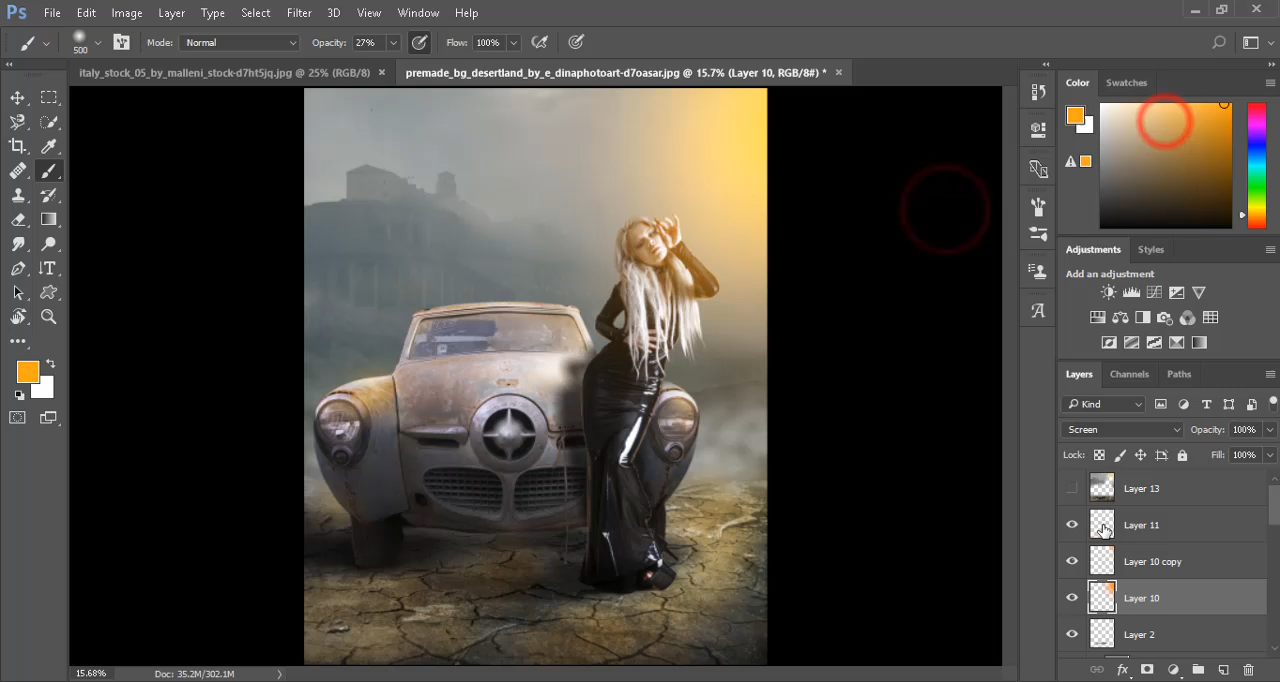 Ps File Edit Image Layer Type Select Filter 3D View Window Help
500 Mode: Normal Opacity: 27% Flow: 100%
italy_stock_05_by_malleni_stock-d7ht5jq.jpg @ 25% (RGB/8) × premade_bg_desertland_by_e_dinaphotoart-d7oasar.jpg @ 15.7% (Layer 10, RGB/8#) * ×
Color Swatches
Adjustments Styles
Add an adjustment
Layers Channels Paths
Kind
Screen Opacity: 100%
Lock: Fill: 100%
Layer 13
Layer 11
Layer 10 copy
Layer 10
Layer 2
15.68% Doc: 35.2M/302.1M